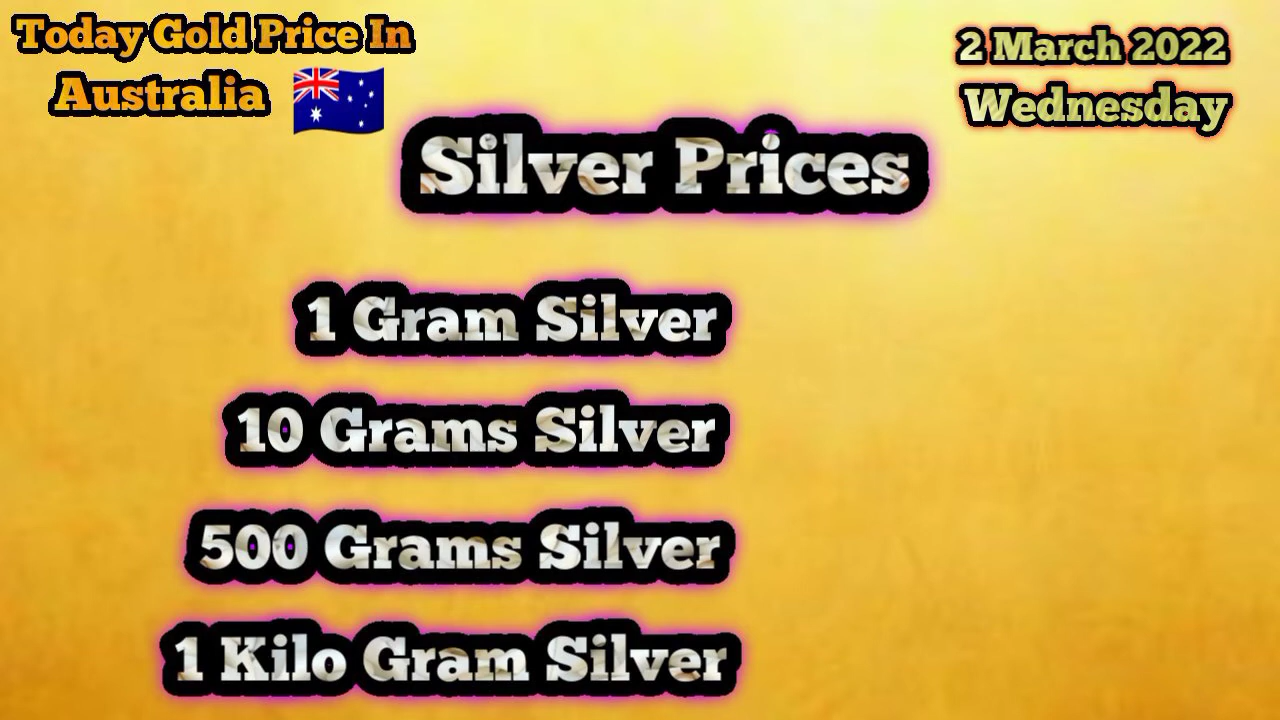 Today Gold Price In
Australia
2 March 2022
Wednesday
Silver Prices
1 Gram Silver
10 Grams Silver
500 Grams Silver
1 Kilo Gram Silver